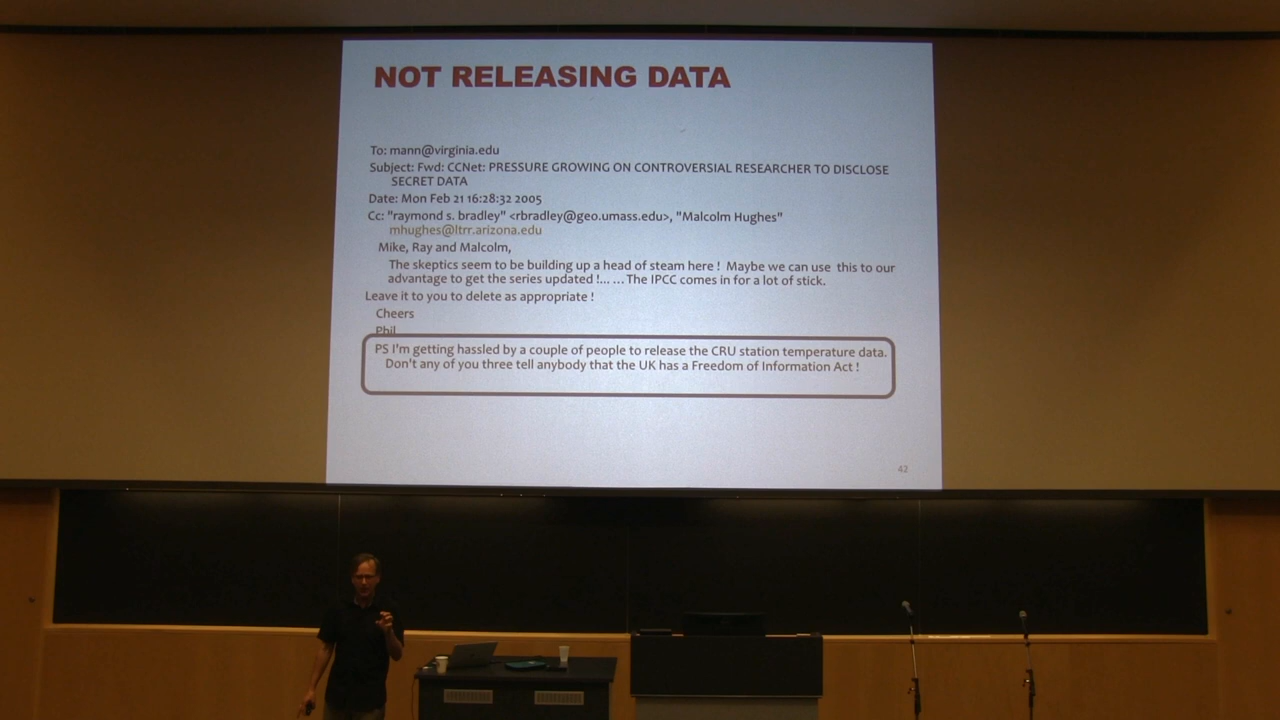 NOT RELEASING DATA
To: mann@virginia.edu
Subject: Fwd: CCNet: PRESSURE GROWING ON CONTROVERSIAL RESEARCHER TO DISCLOSE
SECRET DATA
Date: Mon Feb 21 16:28:32 2005
Cc: "raymond s. bradley" <rbradley@geo.umass.edu>, "Malcolm Hughes"
mhughes@ltrr.arizona.edu
Mike, Ray and Malcolm,
The skeptics seem to be building up a head of steam here ! Maybe we can use this to our
advantage to get the series updated !... ... The IPCC comes in for a lot of stick.
Leave it to you to delete as appropriate !
Cheers
Phil
PS I'm getting hassled by a couple of people to release the CRU station temperature data.
Don't any of you three tell anybody that the UK has a Freedom of Information Act !
42